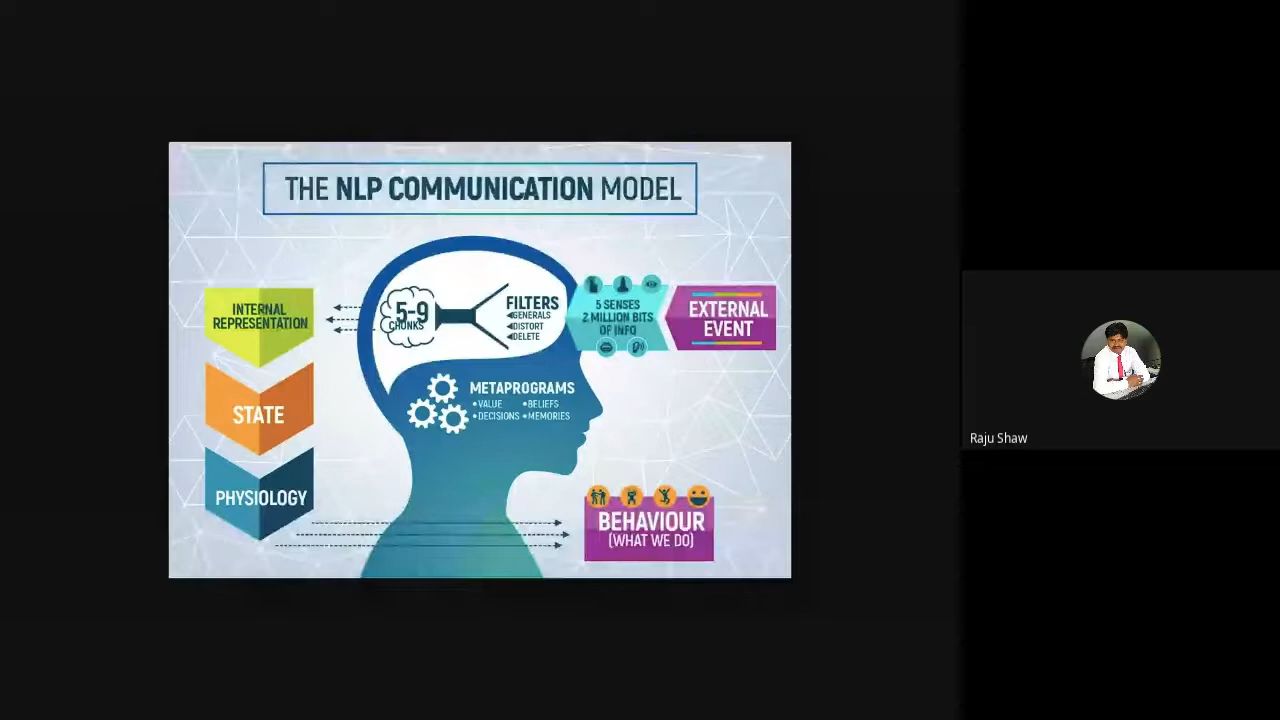 THE NLP COMMUNICATION MODEL
INTERNAL
REPRESENTATION
STATE
PHYSIOLOGY
5-9
CHUNKS
FILTERS
GENERALS
DISTORT
DELETE
5 SENSES
2 MILLION BITS
OF INFO
EXTERNAL
EVENT
METAPROGRAMS
•VALUE •BELIEFS
•DECISIONS •MEMORIES
BEHAVIOUR
(WHAT WE DO)
Raju Shaw